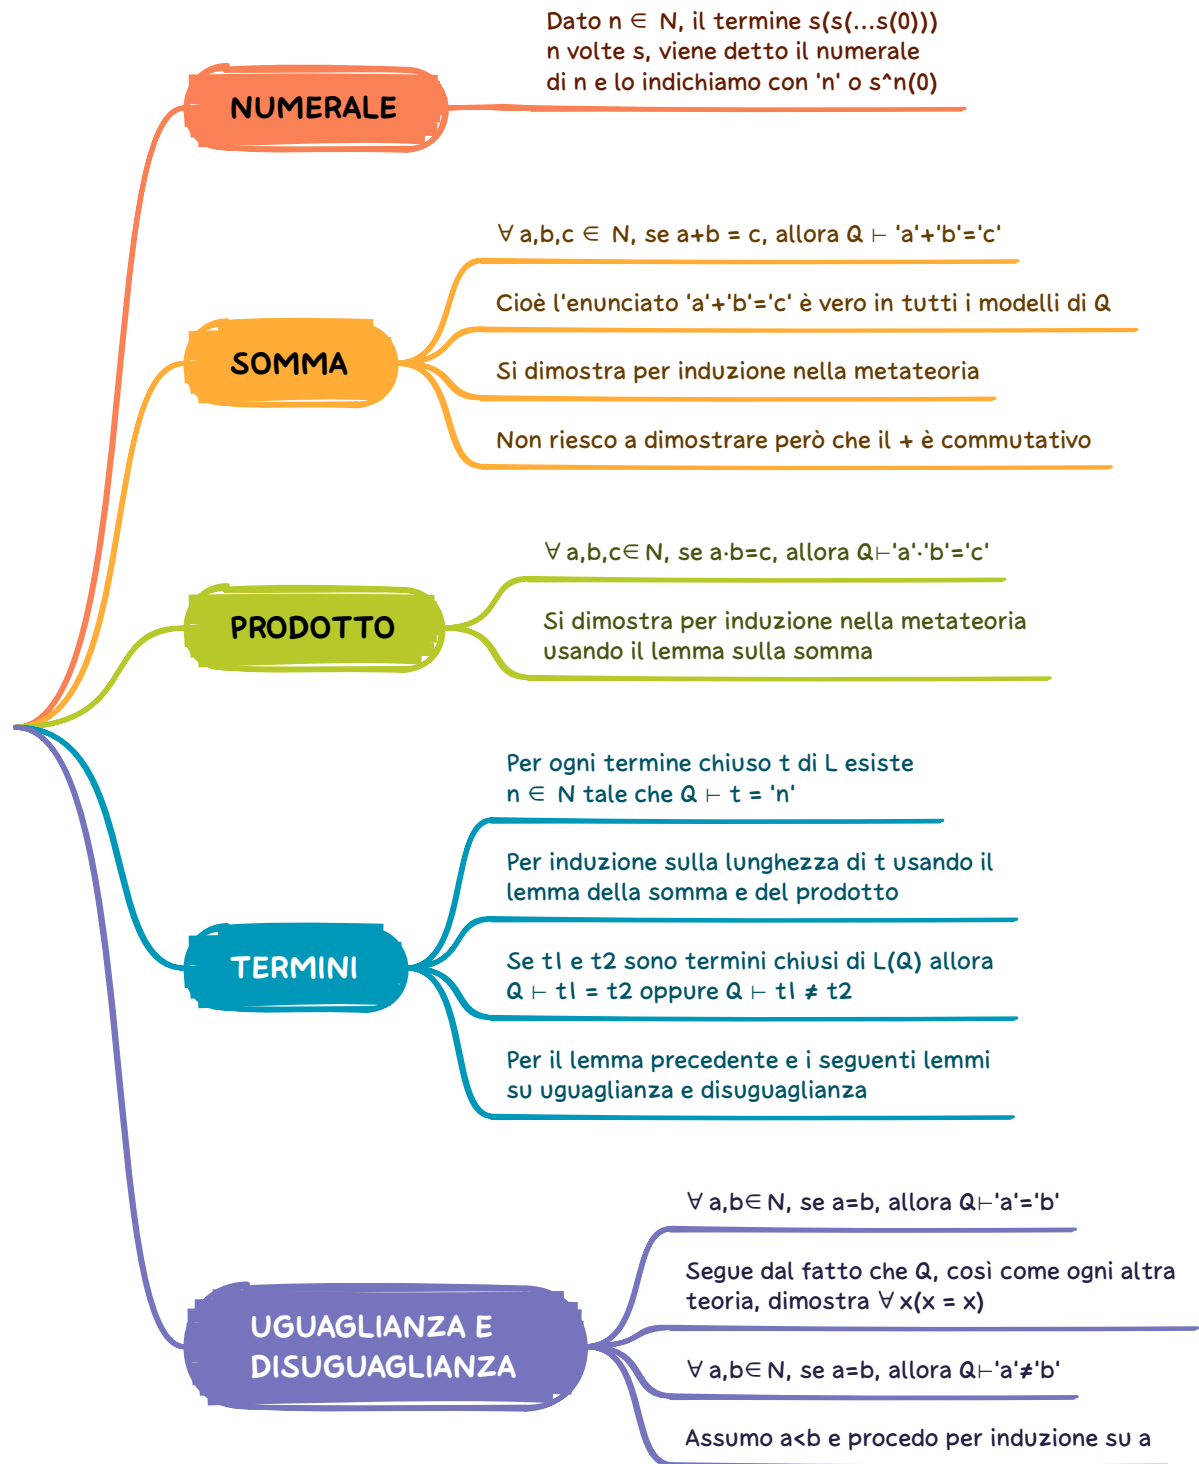 Dato n ∈ N, il termine s(s(...s(0)))
n volte s, viene detto il numerale
di n e lo indichiamo con 'n' o s^n(0)
NUMERALE
∀ a,b,c ∈ N, se a+b = c, allora Q ⊢ 'a'+'b'='c'
Cioè l'enunciato 'a'+'b'='c' è vero in tutti i modelli di Q
SOMMA
Si dimostra per induzione nella metateoria
Non riesco a dimostrare però che il + è commutativo
∀ a,b,c∈ N, se a·b=c, allora Q⊢'a'·'b'='c'
PRODOTTO
Si dimostra per induzione nella metateoria
usando il lemma sulla somma
Per ogni termine chiuso t di L esiste
n ∈ N tale che Q ⊢ t = 'n'
Per induzione sulla lunghezza di t usando il
lemma della somma e del prodotto
TERMINI
Se t1 e t2 sono termini chiusi di L(Q) allora
Q ⊢ t1 = t2 oppure Q ⊢ t1 ≠ t2
Per il lemma precedente e i seguenti lemmi
su uguaglianza e disuguaglianza
∀ a,b∈ N, se a=b, allora Q⊢'a'='b'
Segue dal fatto che Q, così come ogni altra
teoria, dimostra ∀ x(x = x)
UGUAGLIANZA E
DISUGUAGLIANZA
∀ a,b∈ N, se a=b, allora Q⊢'a'≠'b'
Assumo a<b e procedo per induzione su a